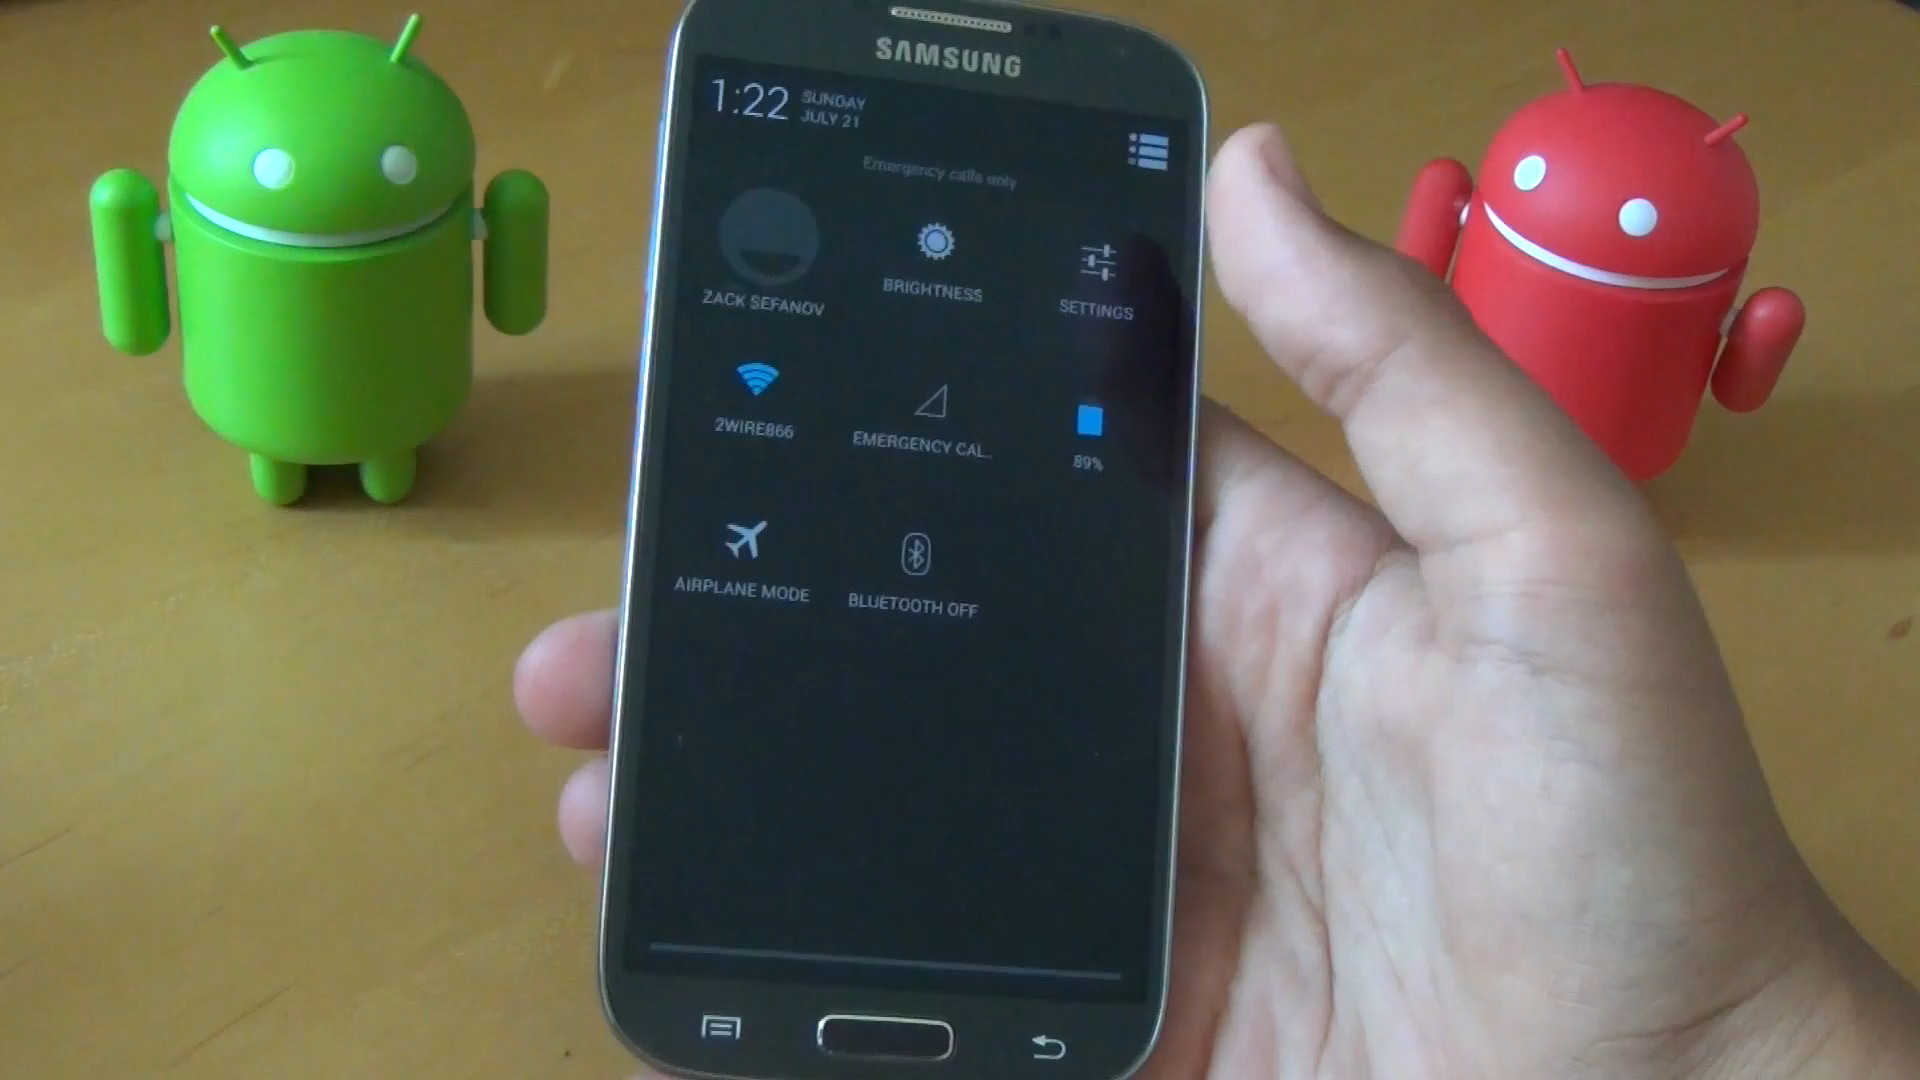 SAMSUNG
1:22
SUNDAY
JULY 21
Emergency calls only
ZACK SEFANOV
BRIGHTNESS
SETTINGS
2WIRE866
EMERGENCY CAL..
89%
AIRPLANE MODE
BLUETOOTH OFF